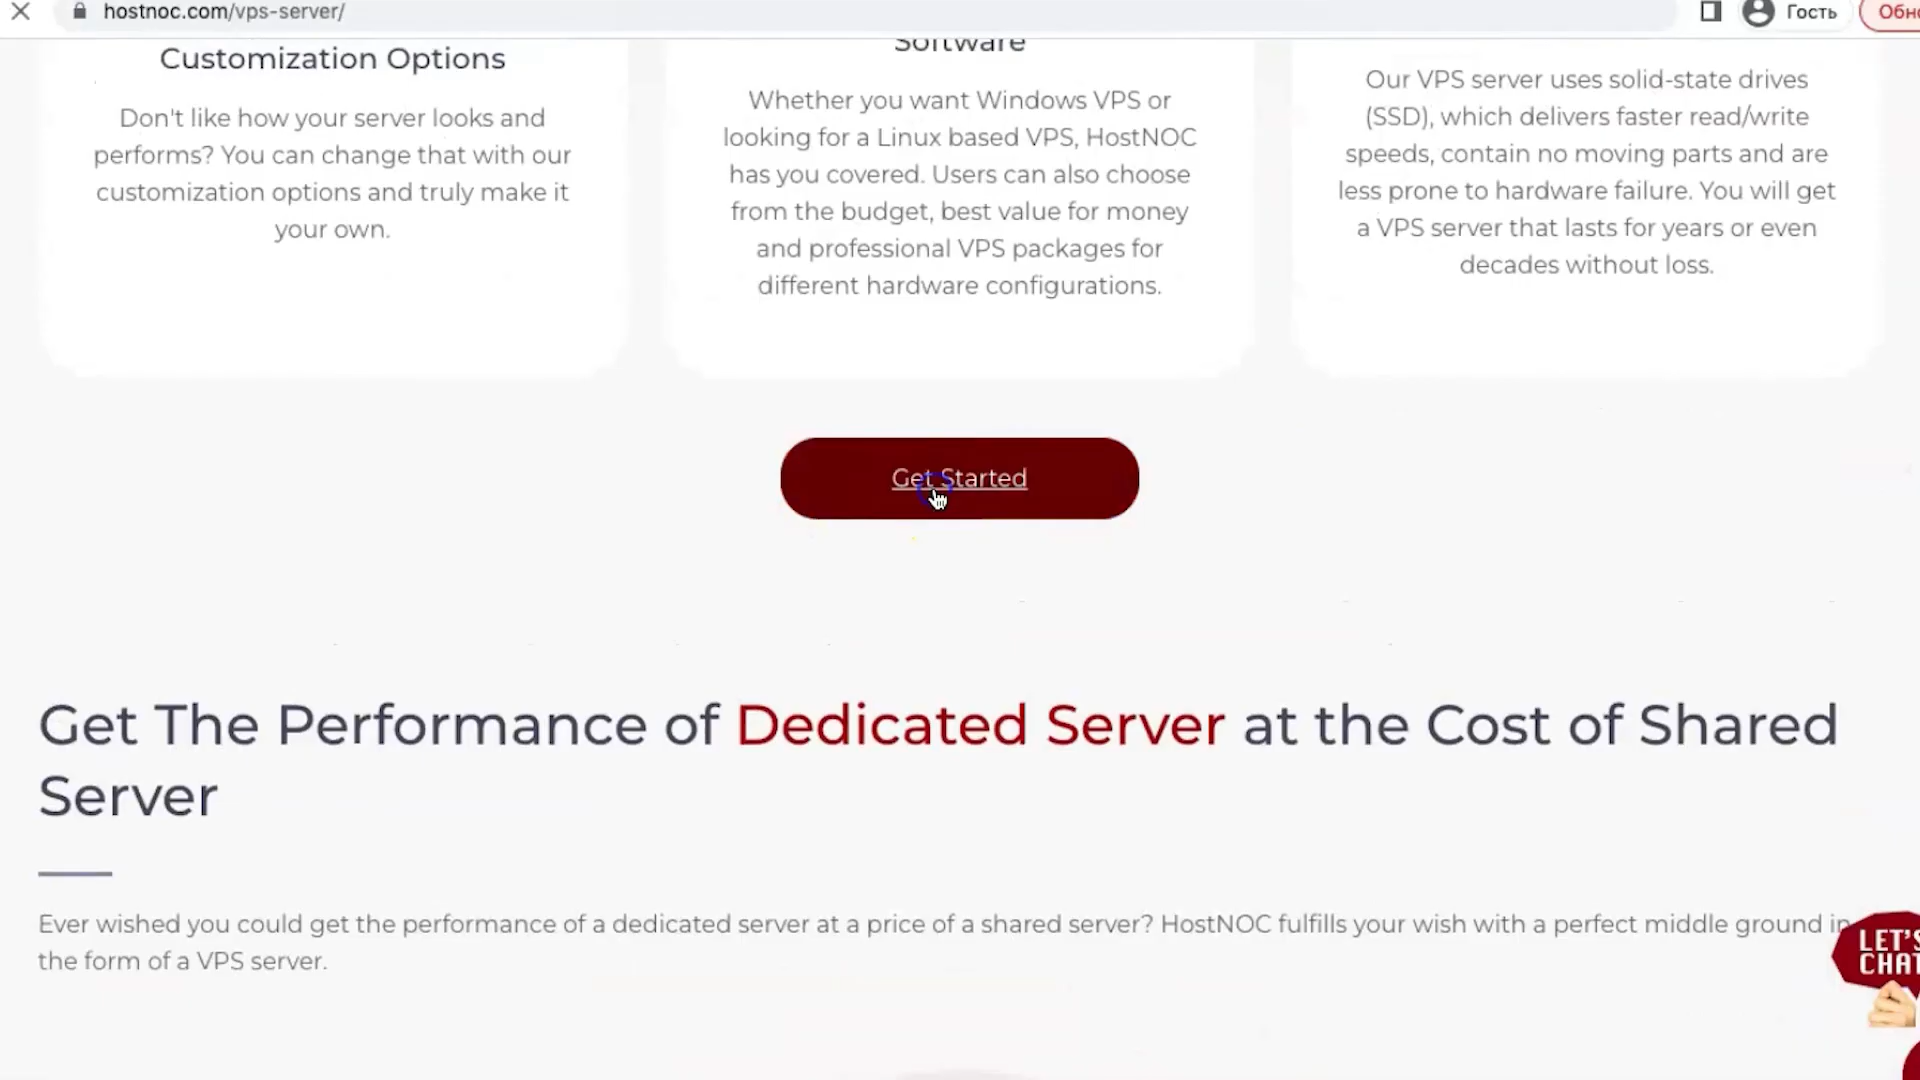 hostnoc.com/vps-server/
Гость
Customization Options
Don't like how your server looks and
performs? You can change that with our
customization options and truly make it
your own.
Software
Whether you want Windows VPS or
looking for a Linux based VPS, HostNOC
has you covered. Users can also choose
from the budget, best value for money
and professional VPS packages for
different hardware configurations.
Our VPS server uses solid-state drives
(SSD), which delivers faster read/write
speeds, contain no moving parts and are
less prone to hardware failure. You will get
a VPS server that lasts for years or even
decades without loss.
Get Started
Get The Performance of Dedicated Server at the Cost of Shared
Server
Ever wished you could get the performance of a dedicated server at a price of a shared server? HostNOC fulfills your wish with a perfect middle ground in
the form of a VPS server.
LET'S
CHAT